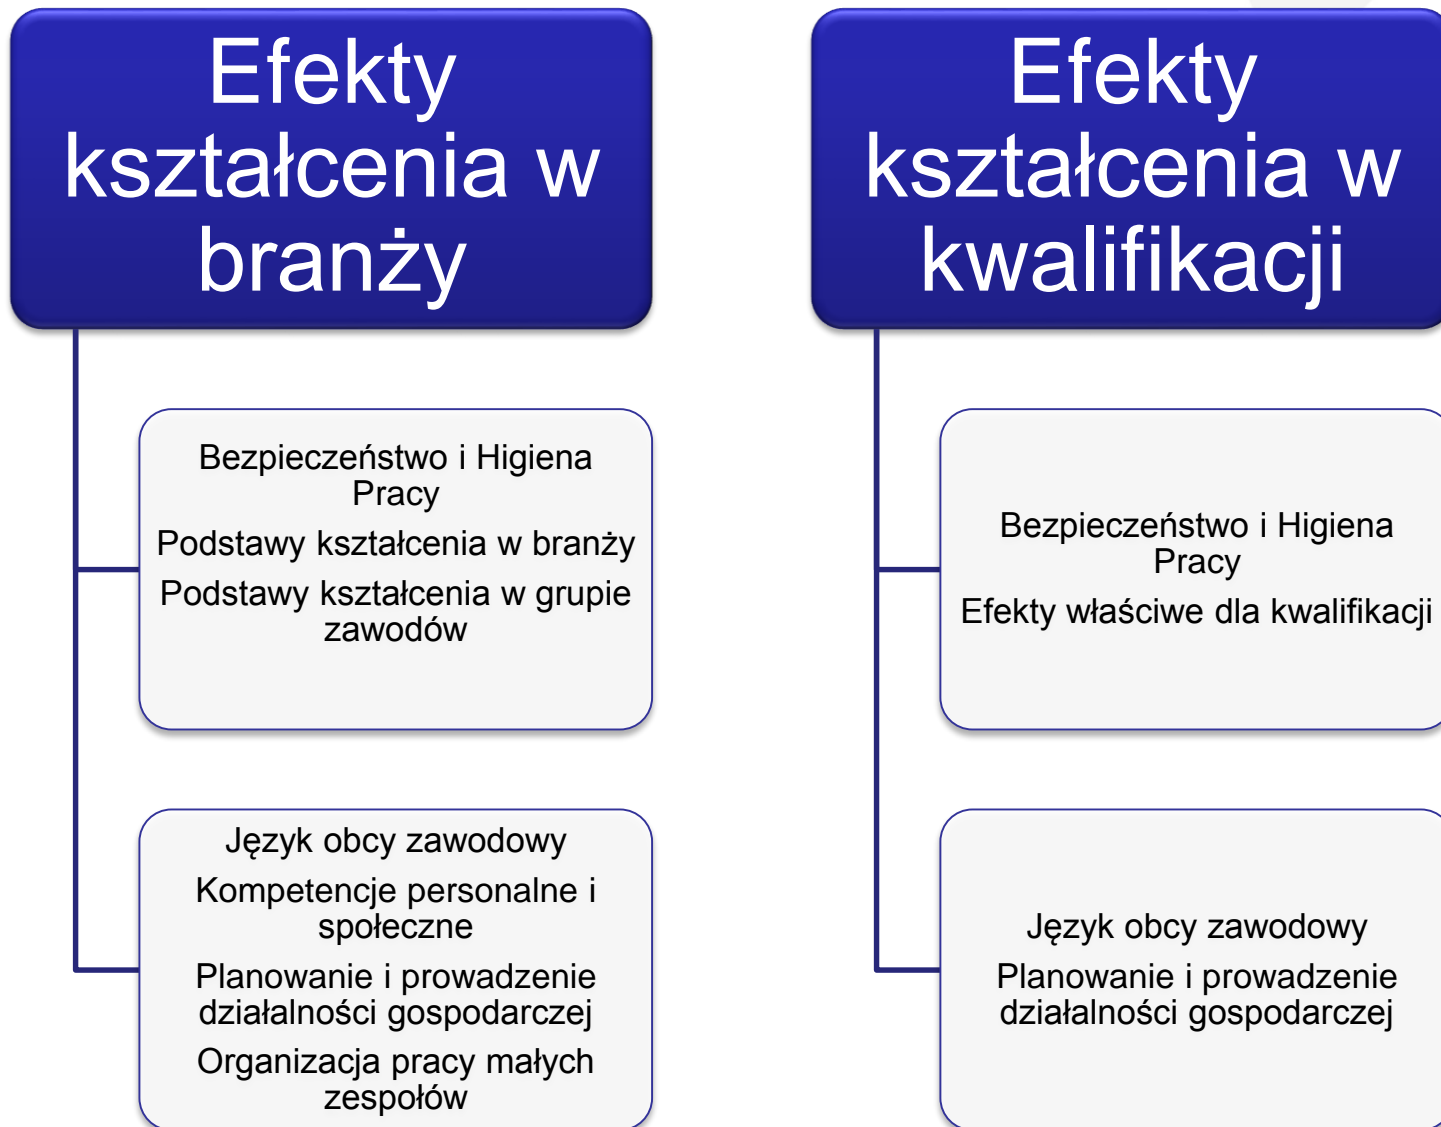 Efekty
kształcenia w
branży
Bezpieczeństwo i Higiena
Pracy
Podstawy kształcenia w branży
Podstawy kształcenia w grupie
zawodów
Język obcy zawodowy
Kompetencje personalne i
społeczne
Planowanie i prowadzenie
działalności gospodarczej
Organizacja pracy małych
zespołów
Efekty
kształcenia w
kwalifikacji
Bezpieczeństwo i Higiena
Pracy
Efekty właściwe dla kwalifikacji
Język obcy zawodowy
Planowanie i prowadzenie
działalności gospodarczej